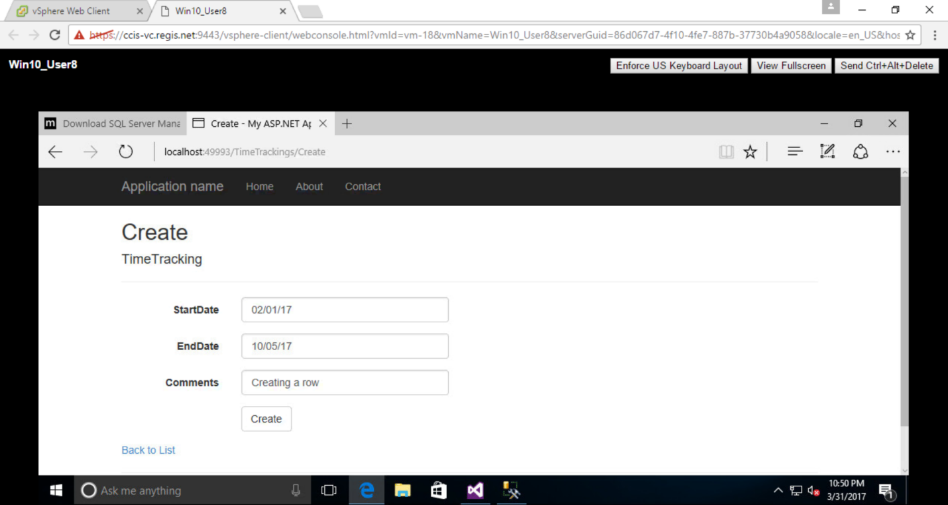 vSphere Web Client
Win10_User8
https://ccis-vc.regis.net:9443/vsphere-client/webconsole.html?vmId=vm-18&vmName=Win10_User8&serverGuid=86d067d7-4f10-4fe7-887b-37730b4a9058&locale=en_US&hos
Win10_User8
Enforce US Keyboard Layout
View Fullscreen
Send Ctrl+Alt+Delete
m
Download SQL Server Mana
Create - My ASP.NET Ap
localhost:49993/TimeTrackings/Create
Application name
Home
About
Contact
Create
TimeTracking
StartDate
02/01/17
EndDate
10/05/17
Comments
Creating a row
Create
Back to List
Ask me anything
10:50 PM
3/31/2017
1